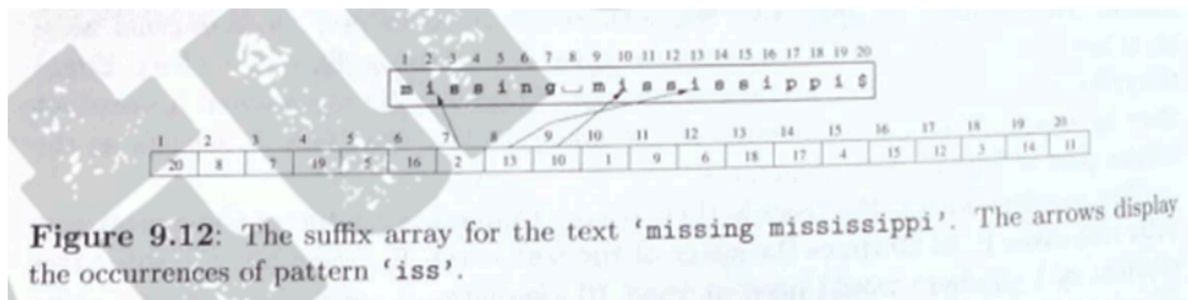 1 2 3 4 5 6 7 8 9 10 11 12 13 14 15 16 17 18 19 20
m i s s i n g ⎵ m i s s i s s i p p i $
1 2 3 4 5 6 7 8 9 10 11 12 13 14 15 16 17 18 19 20
20 8 7 19 5 16 2 13 10 1 9 6 18 17 4 15 12 3 14 11
Figure 9.12: The suffix array for the text ‘missing mississippi’. The arrows display
the occurrences of pattern ‘iss’.